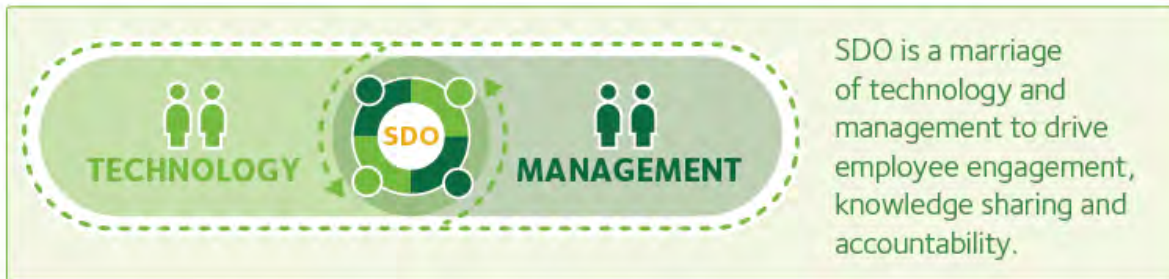 TECHNOLOGY
SDO
MANAGEMENT
SDO is a marriage
of technology and
management to drive
employee engagement,
knowledge sharing and
accountability.